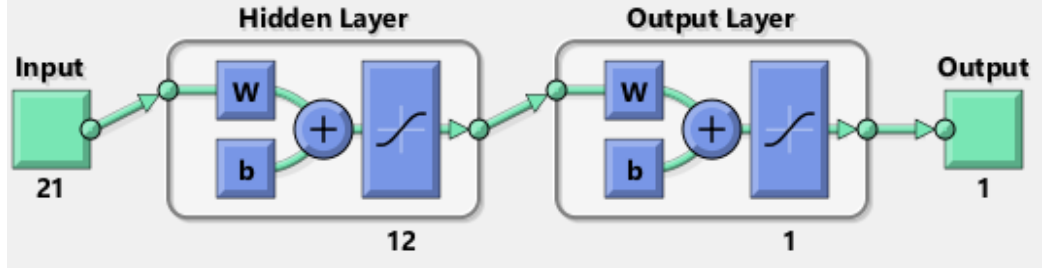 Hidden Layer
Output Layer
Input
Output
W
W
+
+
b
b
21
1
12
1